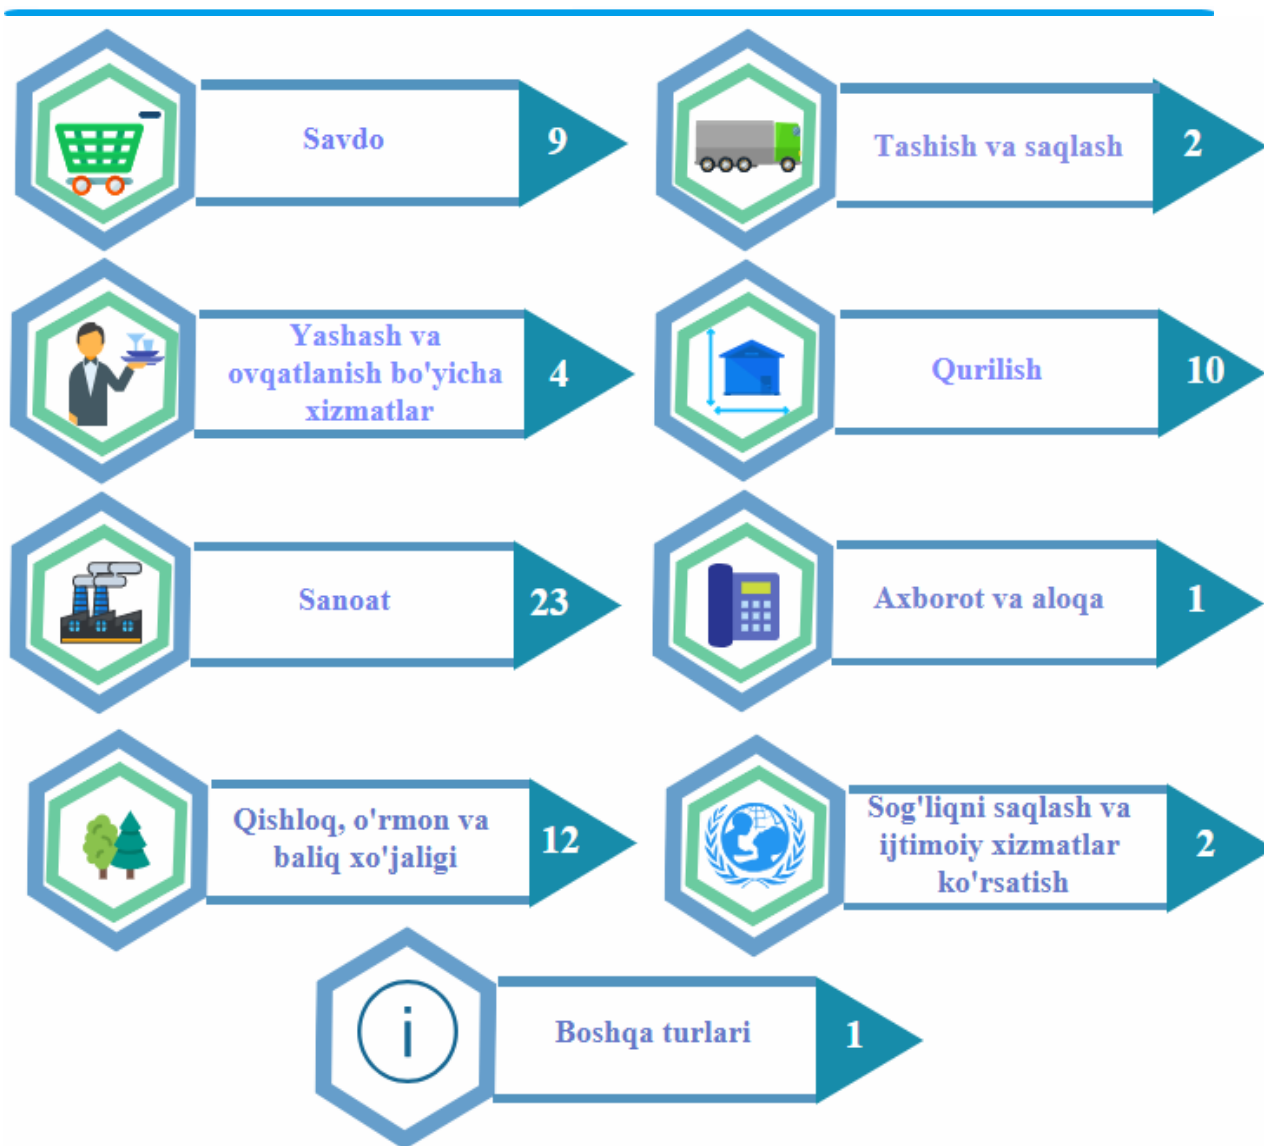 Savdo
9
Tashish va saqlash
2
Yashash va
ovqatlanish bo'yicha
xizmatlar
4
Qurilish
10
Sanoat
23
Axborot va aloqa
1
Qishloq, o'rmon va
baliq xo'jaligi
12
Sog'liqni saqlash va
ijtimoiy xizmatlar
ko'rsatish
2
i
Boshqa turlari
1